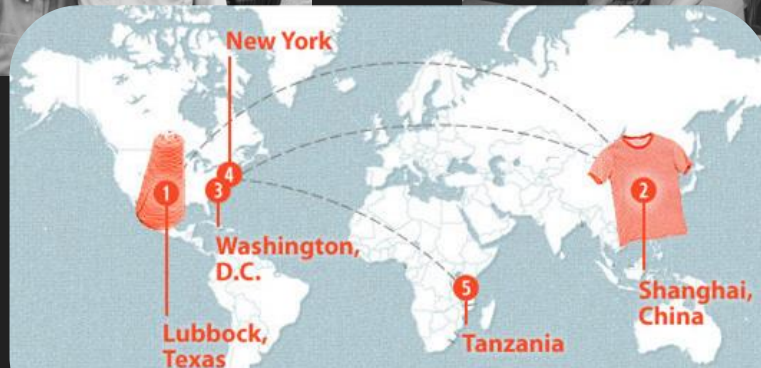 New York
1
4
3
2
Washington,
D.C.
5
Shanghai,
China
Lubbock,
Texas
Tanzania